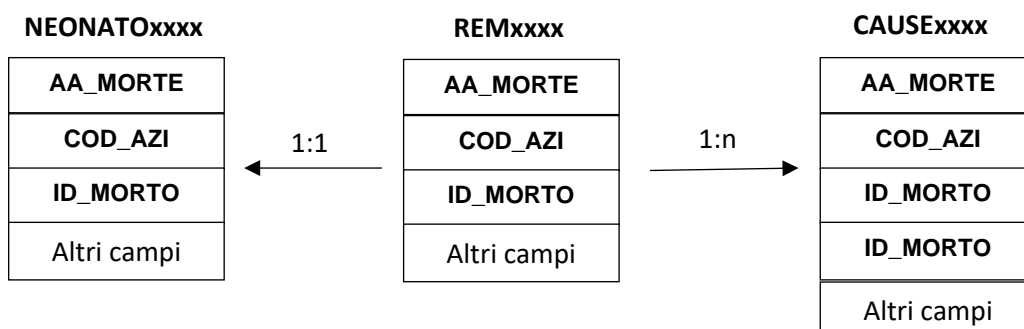 NEONATOxxxx
AA_MORTE
COD_AZI
ID_MORTO
Altri campi
1:1
REMxxxx
AA_MORTE
COD_AZI
ID_MORTO
Altri campi
1:n
CAUSExxxx
AA_MORTE
COD_AZI
ID_MORTO
ID_MORTO
Altri campi